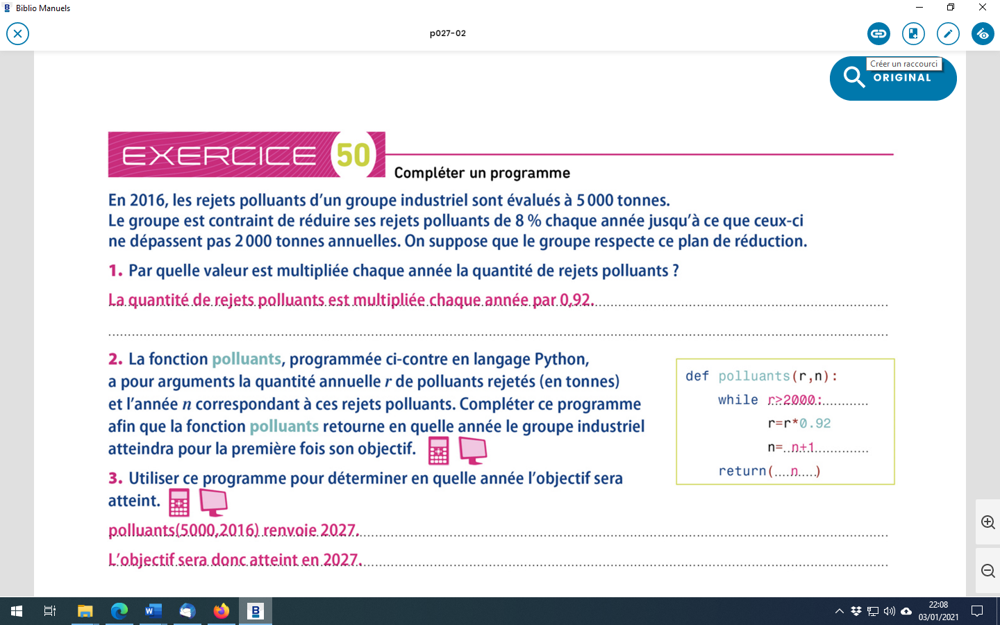 Biblio Manuels
p027-02
Créer un raccourci
ORIGINAL
EXERCICE 50
Compléter un programme
En 2016, les rejets polluants d'un groupe industriel sont évalués à 5 000 tonnes.
Le groupe est contraint de réduire ses rejets polluants de 8 % chaque année jusqu'à ce que ceux-ci
ne dépassent pas 2 000 tonnes annuelles. On suppose que le groupe respecte ce plan de réduction.
1. Par quelle valeur est multipliée chaque année la quantité de rejets polluants ?
La quantité de rejets polluants est multipliée chaque année par 0,92.
2. La fonction polluants, programmée ci-contre en langage Python,
a pour arguments la quantité annuelle r de polluants rejetés (en tonnes)
et l'année n correspondant à ces rejets polluants. Compléter ce programme
afin que la fonction polluants retourne en quelle année le groupe industriel
atteindra pour la première fois son objectif.
def polluants(r,n):
while r>2000:
r=r*0.92
n= n+1
return( n )
3. Utiliser ce programme pour déterminer en quelle année l'objectif sera
atteint.
polluants(5000,2016) renvoie 2027.
L'objectif sera donc atteint en 2027.
22:08
03/01/2021